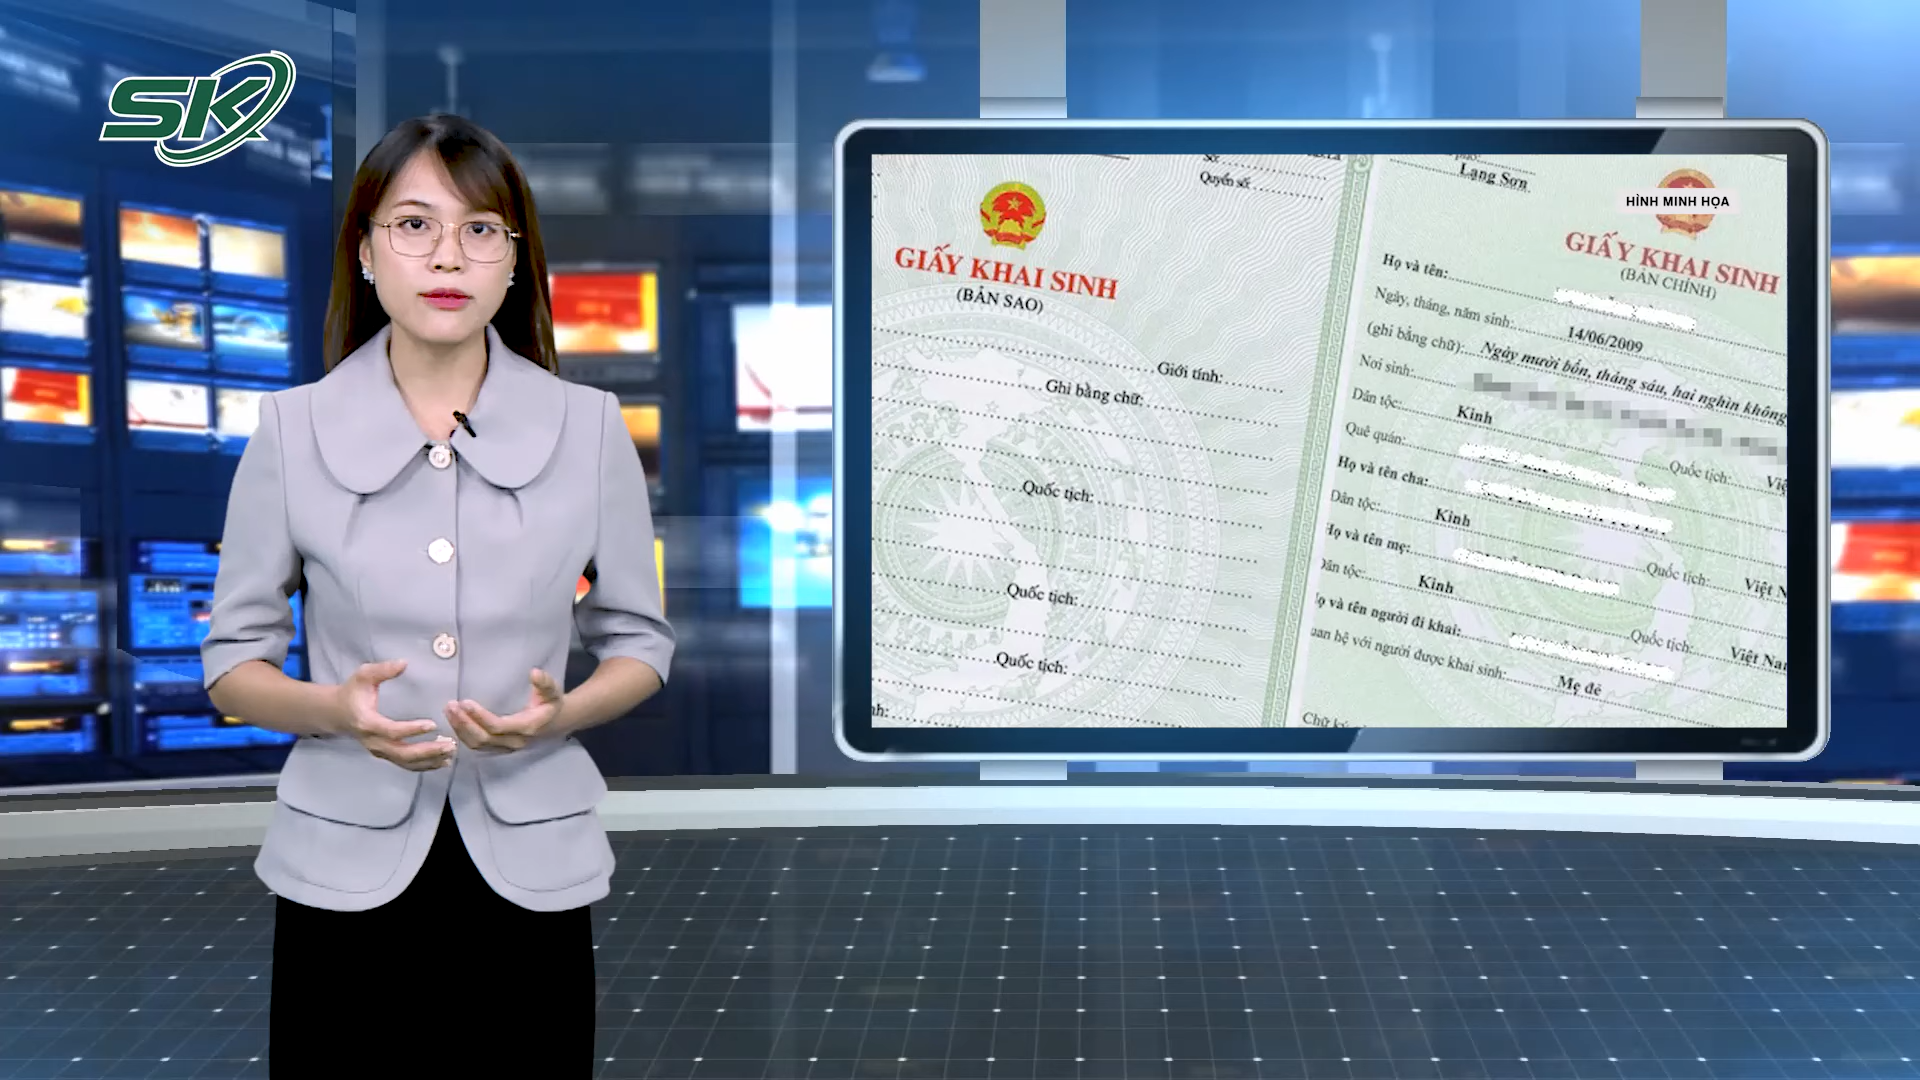 SK
Số:
Quyển số:
GIẤY KHAI SINH
(BẢN SAO)
Giới tính:
Ghi bằng chữ:
Quốc tịch:
Quốc tịch:
Quốc tịch:
Lạng Sơn
HÌNH MINH HỌA
GIẤY KHAI SINH
(BẢN CHÍNH)
Họ và tên:
Ngày, tháng, năm sinh: 14/06/2009
(ghi bằng chữ): Ngày mười bốn, tháng sáu, hai nghìn không
Nơi sinh:
Dân tộc: Kinh Quốc tịch: Việ
Quê quán:
Họ và tên cha:
Dân tộc: Kinh Quốc tịch: Việt N
Họ và tên mẹ:
Dân tộc: Kinh Quốc tịch: Việt Na
ọ và tên người đi khai:
uan hệ với người được khai sinh: Mẹ đẻ